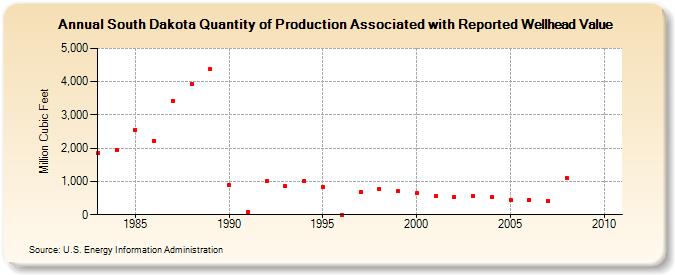 Annual South Dakota Quantity of Production Associated with Reported Wellhead Value
Million Cubic Feet
5,000
4,000
3,000
2,000
1,000
0
1985 1990 1995 2000 2005 2010
Source: U.S. Energy Information Administration